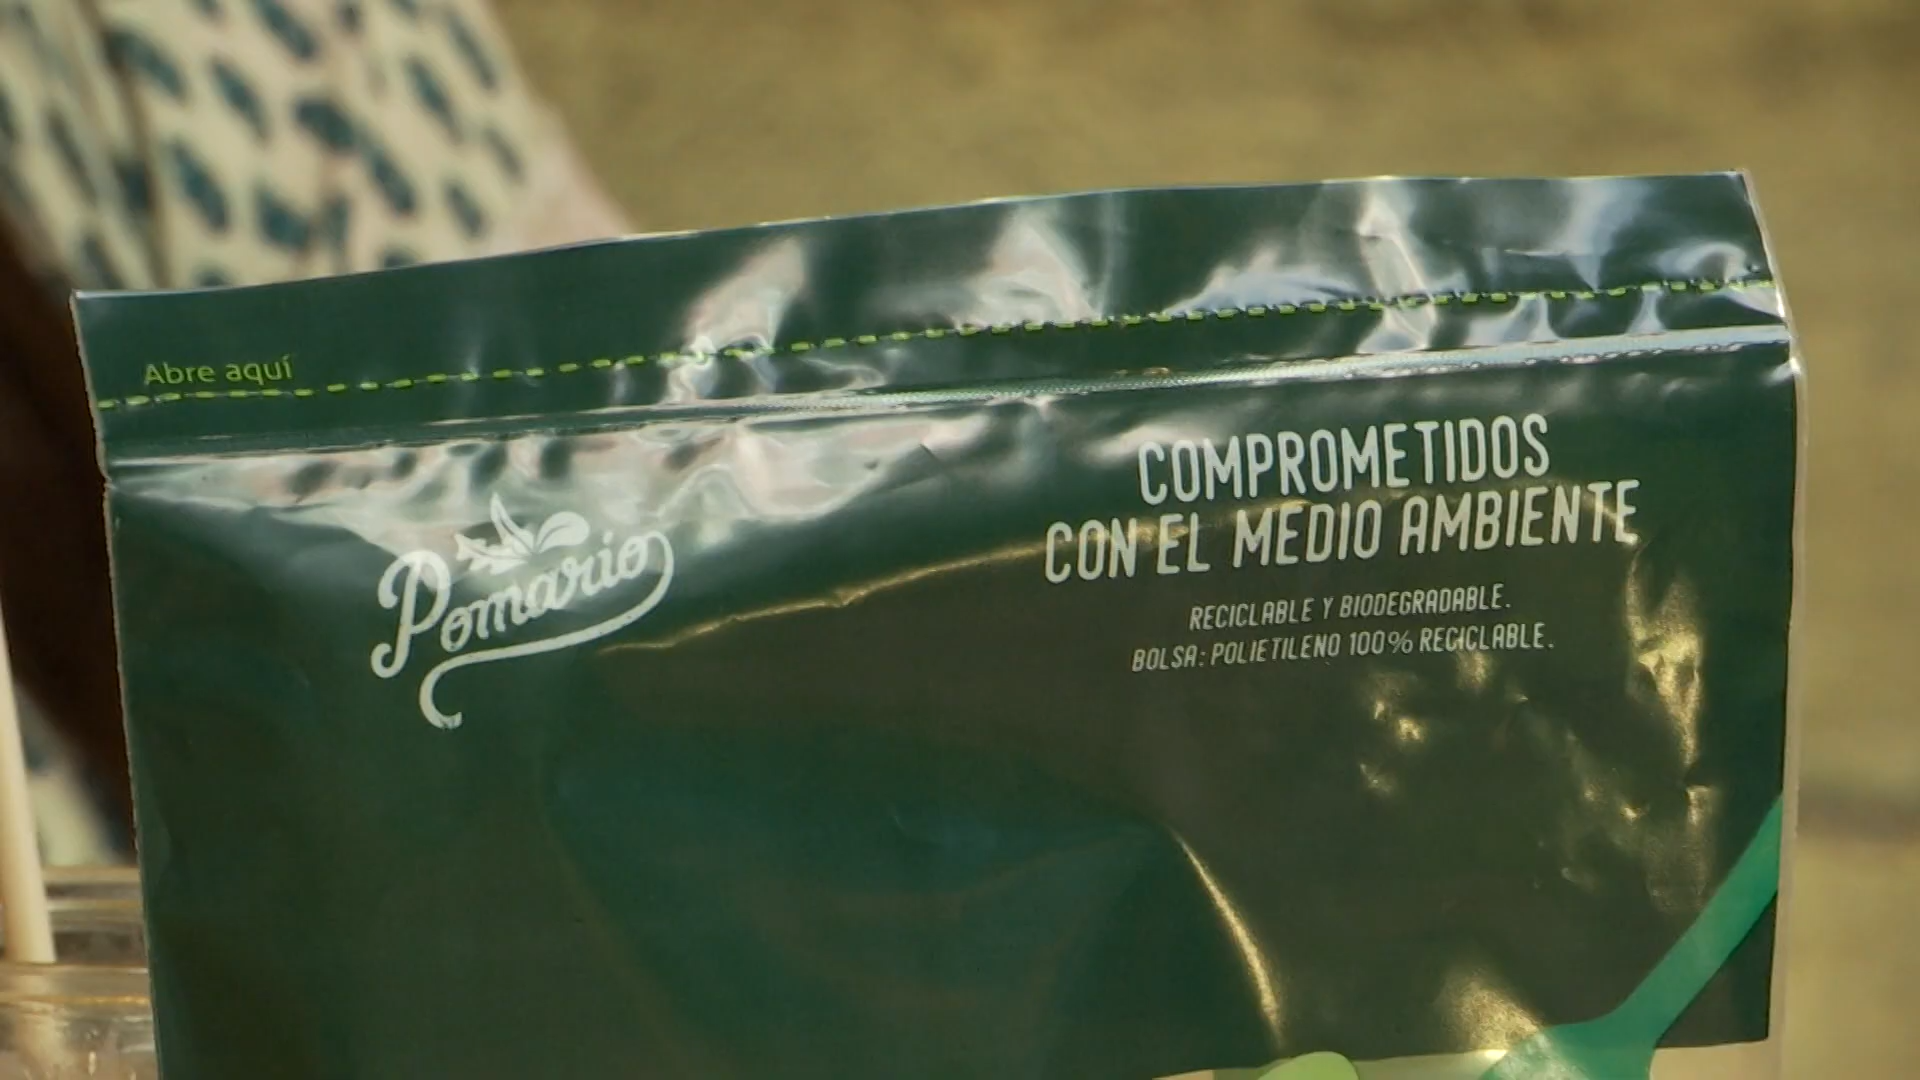 Abre aquí
Pomario
COMPROMETIDOS
CON EL MEDIO AMBIENTE
RECICLABLE Y BIODEGRADABLE.
BOLSA: POLIETILENO 100% RECICLABLE.